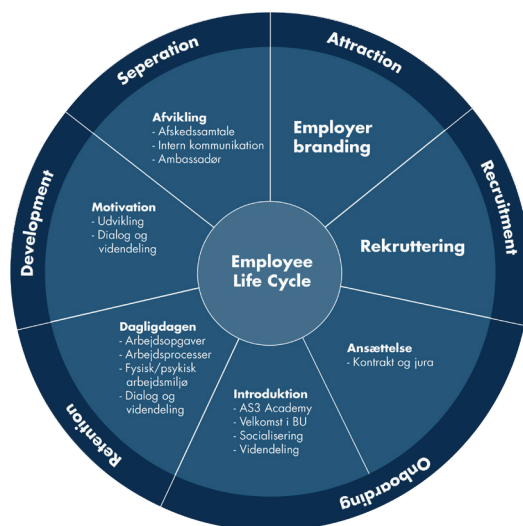 Attraction
Employer
branding
Recruitment
Rekruttering
Onboarding
Ansættelse
- Kontrakt og jura
Introduktion
- AS3 Academy
- Velkomst i BU
- Socialisering
- Videndeling
Retention
Dagligdagen
- Arbejdsopgaver
- Arbejdsprocesser
- Fysisk/psykisk
arbejdsmiljø
- Dialog og
videndeling
Development
Motivation
- Udvikling
- Dialog og
videndeling
Seperation
Afvikling
- Afskedssamtale
- Intern kommunikation
- Ambassadør
Employee
Life Cycle